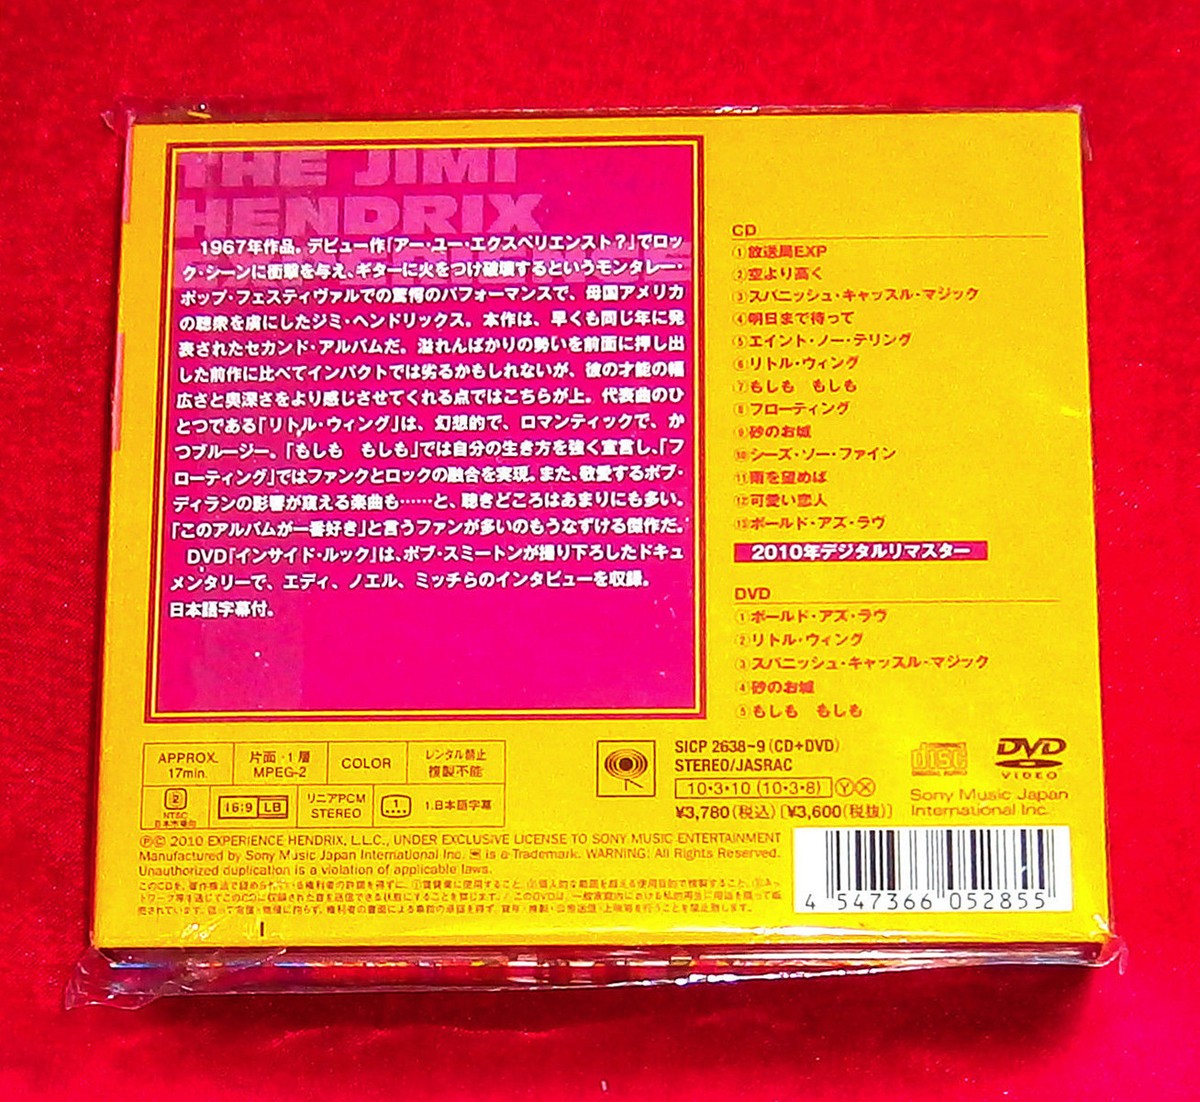 THE JIMI
HENDRIX
EXPERIENCE
1967年作品。デビュー作「アー・ユー・エクスペリエンスト?」でロッ
ク・シーンに衝撃を与え、ギターに火をつけ破壊するというモンタレー・
ポップ・フェスティヴァルでの驚愕のパフォーマンスで、母国アメリカ
の聴衆を虜にしたジミ・ヘンドリックス。本作は、早くも同じ年に発
表されたセカンド・アルバムだ。溢れんばかりの勢いを前面に押し出
した前作に比べてインパクトでは劣るかもしれないが、彼の才能の幅
広さと奥深さをより感じさせてくれる点ではこちらが上。代表曲のひ
とつである「リトル・ウィング」は、幻想的で、ロマンティックで、か
つブルージー。「もしも もしも」では自分の生き方を強く宣言し、「フ
ローティング」ではファンクとロックの融合を実現。また、敬愛するボブ・
ディランの影響が窺える楽曲も……と、聴きどころはあまりにも多い。
「このアルバムが一番好き」と言うファンが多いのもうなずける傑作だ。
DVD「インサイド・ルック」は、ボブ・スミートンが撮り下ろしたドキュ
メンタリーで、エディ、ノエル、ミッチらのインタビューを収録。
日本語字幕付。
CD
①放送局EXP
②空より高く
③スパニッシュ・キャッスル・マジック
④明日まで待って
⑤エイント・ノー・テリング
⑥リトル・ウィング
⑦もしも もしも
⑧フローティング
⑨砂のお城
⑩シーズ・ソー・ファイン
⑪雨を望めば
⑫可愛い恋人
⑬ボールド・アズ・ラヴ
2010年デジタルリマスター
DVD
①ボールド・アズ・ラヴ
②リトル・ウィング
③スパニッシュ・キャッスル・マジック
④砂のお城
⑤もしも もしも
APPROX.
17min.
片面・1層
MPEG-2
COLOR
レンタル禁止
複製不能
2
NTSC
日本市場向
16:9 LB
リニアPCM
STEREO
1
1.日本語字幕
SICP 2638~9(CD+DVD)
STEREO/JASRAC
10・3・10(10・3・8) Ⓨ Ⓧ
¥3,780(税込)[¥3,600(税抜)]
COMPACT DISC DIGITAL AUDIO
DVD VIDEO
Sony Music Japan
International Inc.
ⓅⒸ 2010 EXPERIENCE HENDRIX, L.L.C., UNDER EXCLUSIVE LICENSE TO SONY MUSIC ENTERTAINMENT
Manufactured by Sony Music Japan International Inc. is a Trademark. WARNING: All Rights Reserved.
Unauthorized duplication is a violation of applicable laws.
4 547366 052855